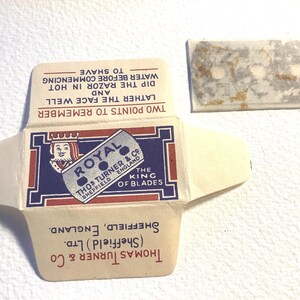 TWO POINTS TO REMEMBER
LATHER THE FACE WELL
AND
DIP THE RAZOR IN HOT
WATER BEFORE COMMENCING
TO SHAVE
ROYAL
THOS TURNER & CO
SHEFFIELD ENGLAND
THE
KING
OF BLADES
THOMAS TURNER & CO
(Sheffield) LTD.
SHEFFIELD, ENGLAND.